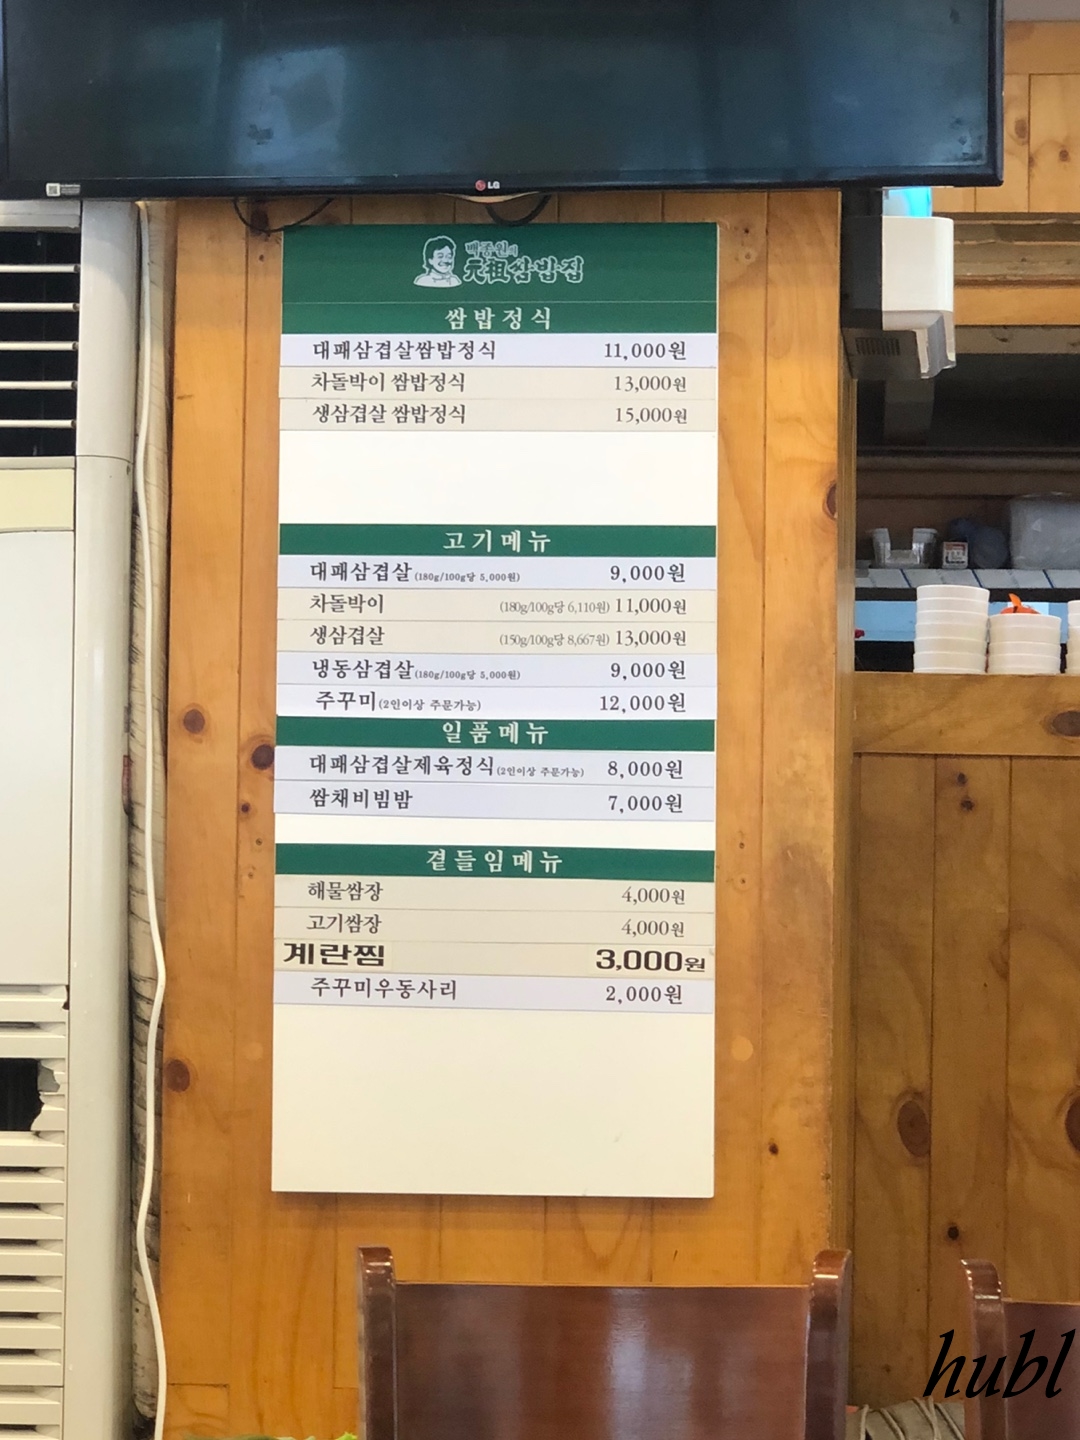 LG
백종원의
元祖쌈밥집
쌈밥정식
대패삼겹살쌈밥정식 11,000원
차돌박이 쌈밥정식 13,000원
생삼겹살 쌈밥정식 15,000원
고기메뉴
대패삼겹살(180g/100g당 5,000원) 9,000원
차돌박이 (180g/100g당 6,110원) 11,000원
생삼겹살 (150g/100g당 8,667원) 13,000원
냉동삼겹살(180g/100g당 5,000원) 9,000원
주꾸미(2인이상 주문가능) 12,000원
일품메뉴
대패삼겹살제육정식(2인이상 주문가능) 8,000원
쌈채비빔밥 7,000원
곁들임메뉴
해물쌈장 4,000원
고기쌈장 4,000원
계란찜 3,000원
주꾸미우동사리 2,000원
hubl